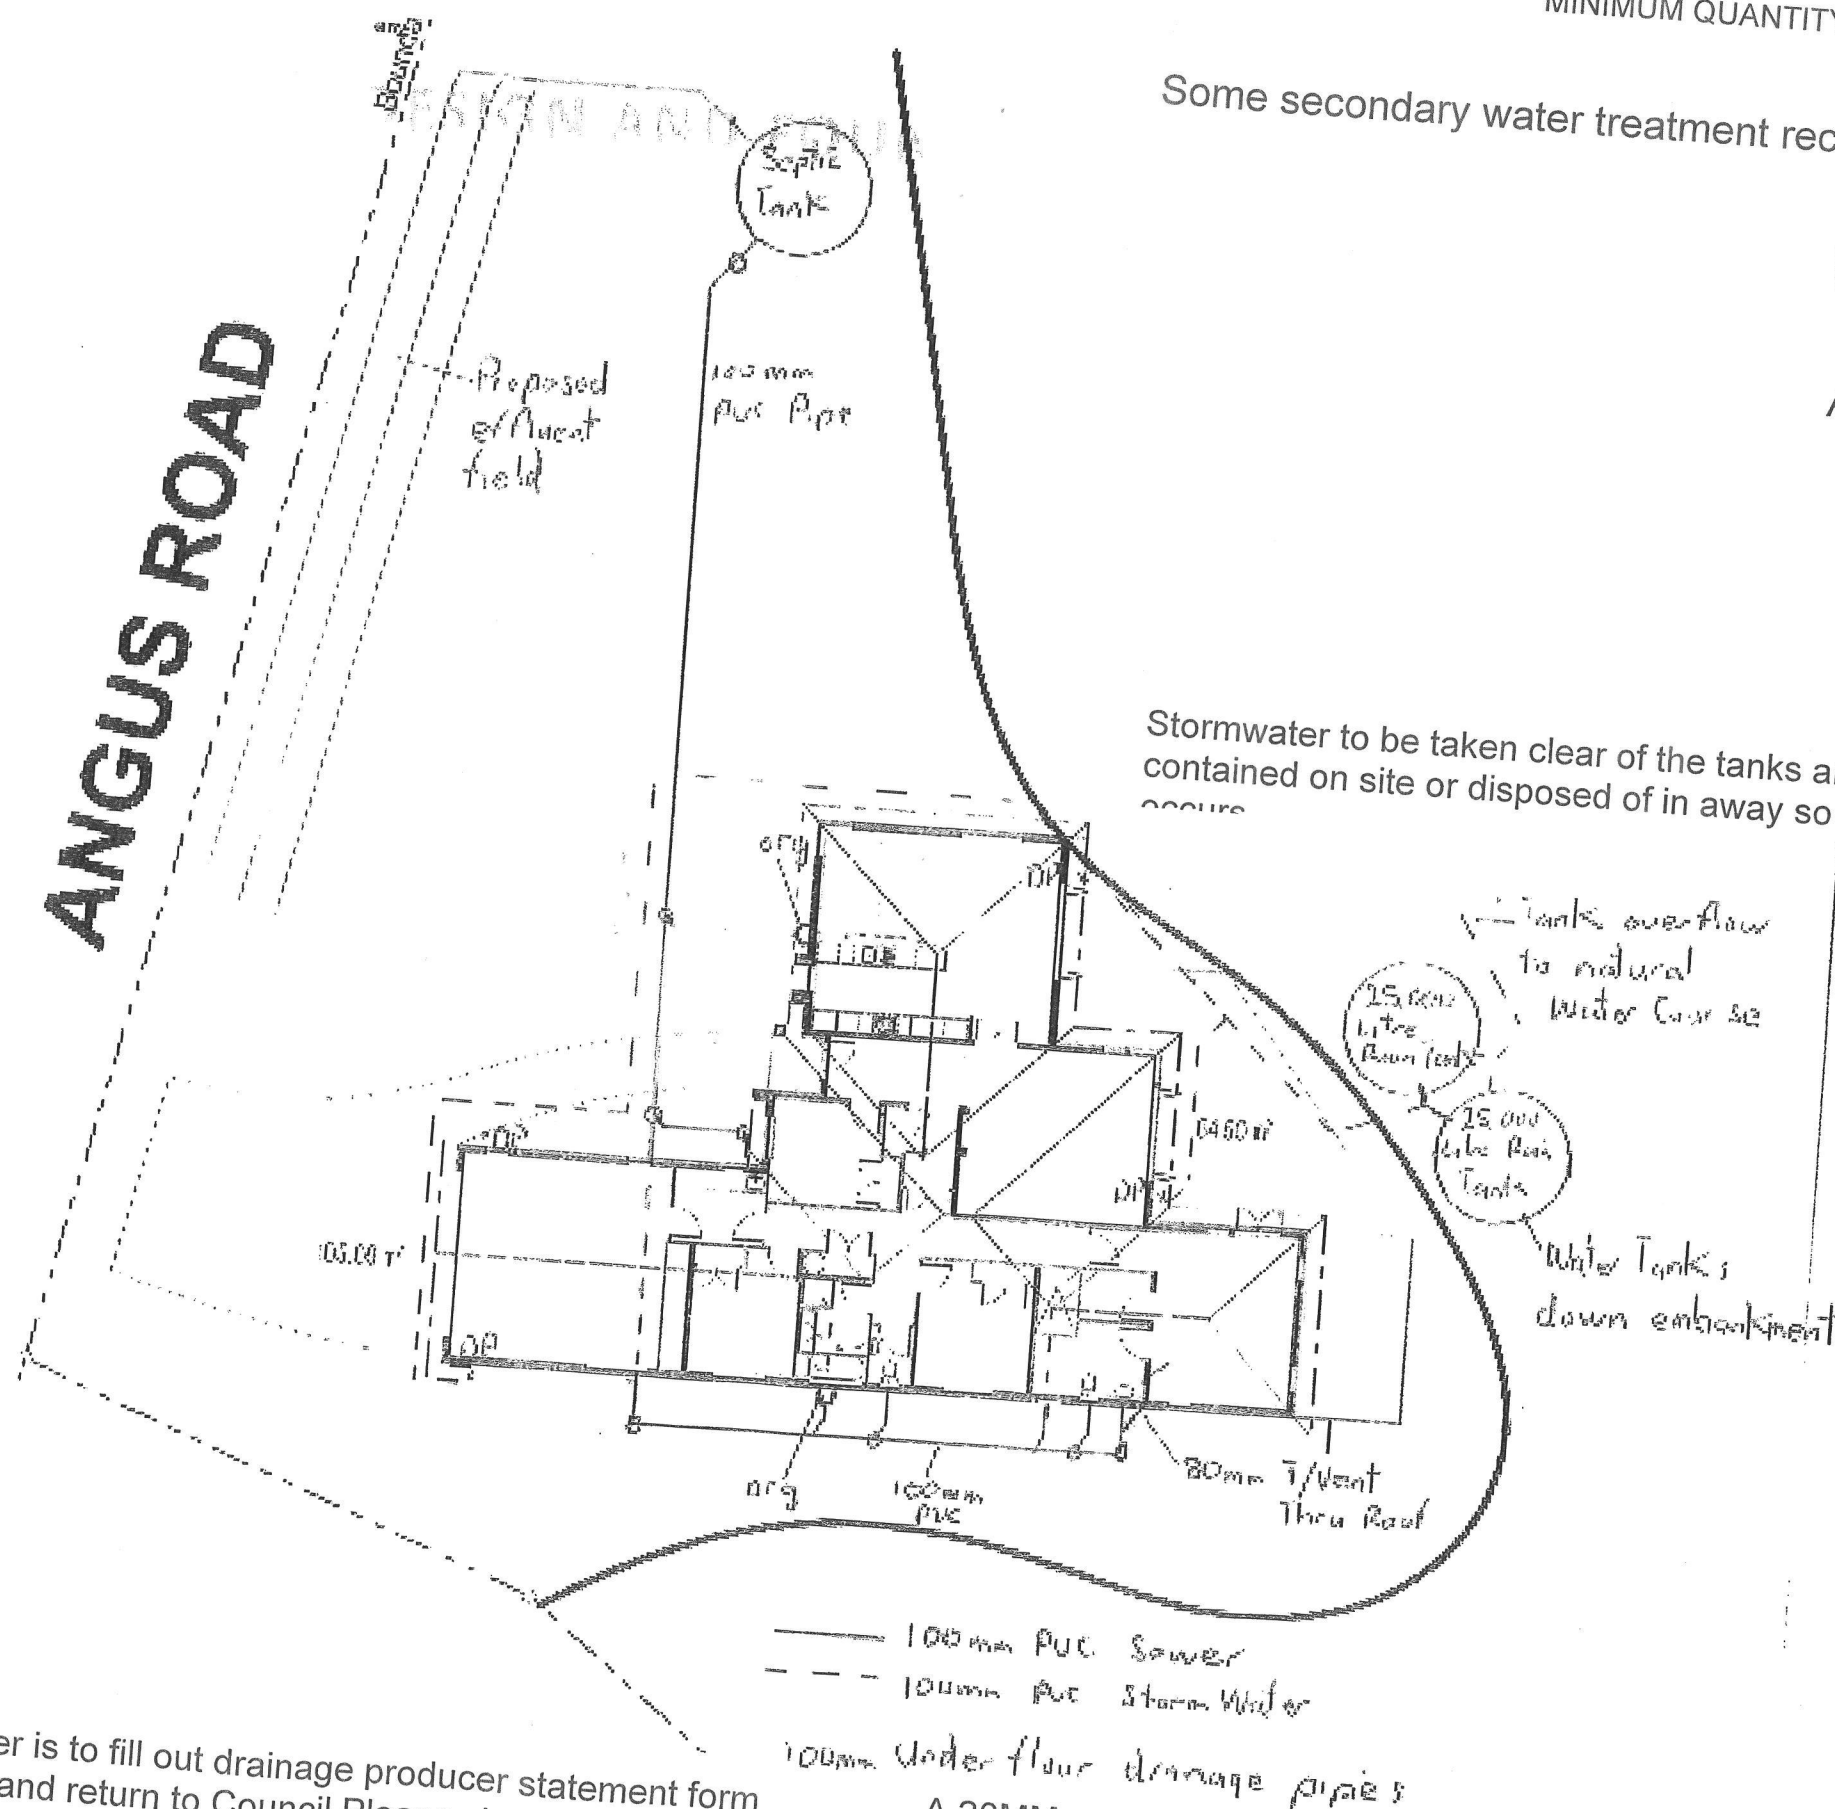 MINIMUM QUANTITY
Some secondary water treatment rec
Bounda
DESIGN AND
Septic
Tank
ANGUS ROAD
Proposed
effluent
field
100mm
PVC Pipe
Stormwater to be taken clear of the tanks a
contained on site or disposed of in away so
occurs
org
DP
Tank overflow
to natural
Water Course
25,000
Litre
Rain Tank
25,000
Litre Rain
Tank
64.60 m²
DP
DP
Water Tanks
down embankment
105.00 m²
DP
org
100mm
PVC
80mm T/Vent
Thru Roof
100mm PVC Sewer
100mm PVC Storm Water
100mm Under floor drainage pipes
er is to fill out drainage producer statement form
and return to Council